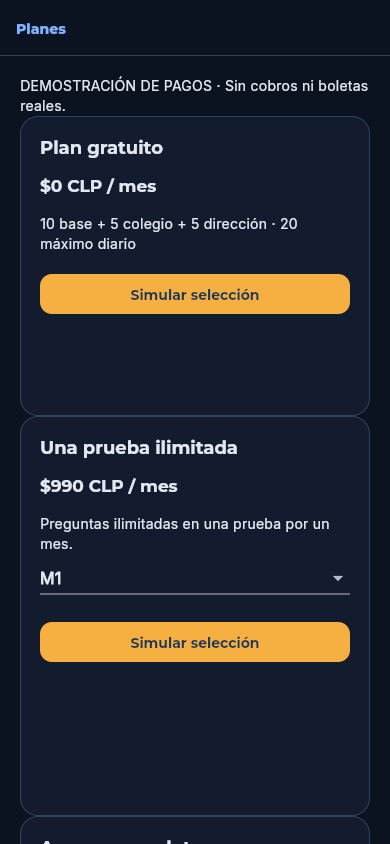 Planes
DEMOSTRACIÓN DE PAGOS · Sin cobros ni boletas
reales.
Plan gratuito
$0 CLP / mes
10 base + 5 colegio + 5 dirección · 20
máximo diario
Simular selección
Una prueba ilimitada
$990 CLP / mes
Preguntas ilimitadas en una prueba por un
mes.
M1
Simular selección